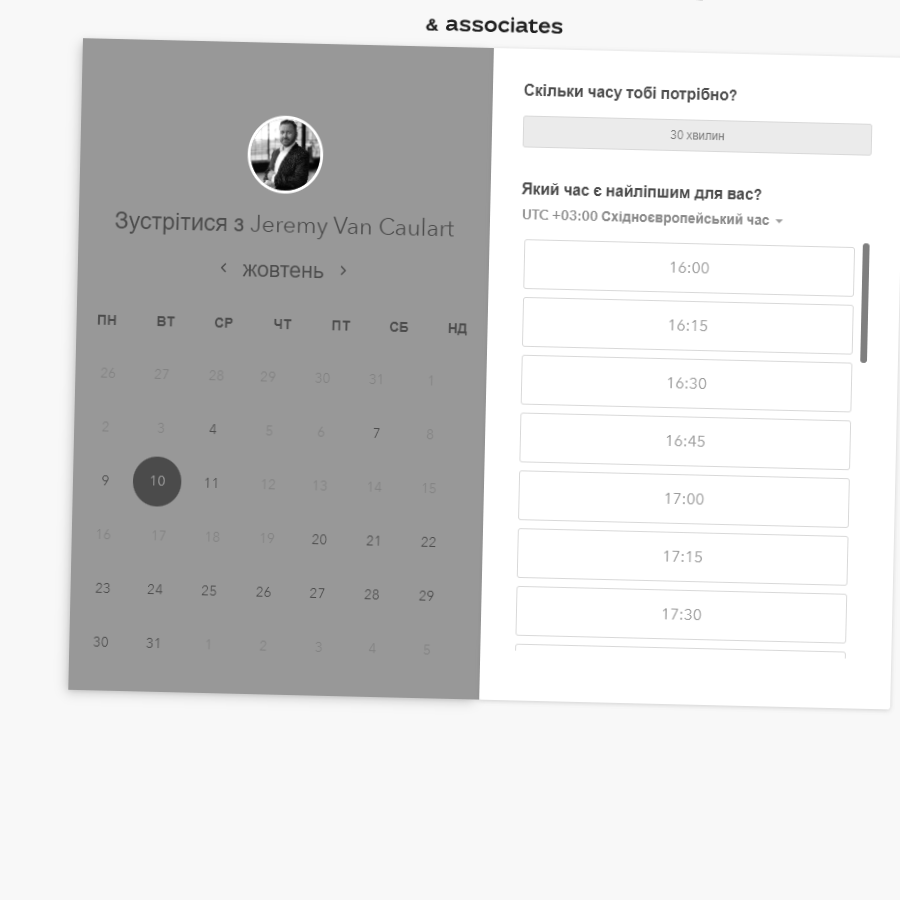 & associates
Зустрітися з Jeremy Van Caulart
жовтень
ПН ВТ СР ЧТ ПТ СБ НД
26 27 28 29 30 31 1
2 3 4 5 6 7 8
9 10 11 12 13 14 15
16 17 18 19 20 21 22
23 24 25 26 27 28 29
30 31 1 2 3 4 5
Скільки часу тобі потрібно?
30 хвилин
Який час є найліпшим для вас?
UTC +03:00 Східноєвропейський час
16:00
16:15
16:30
16:45
17:00
17:15
17:30